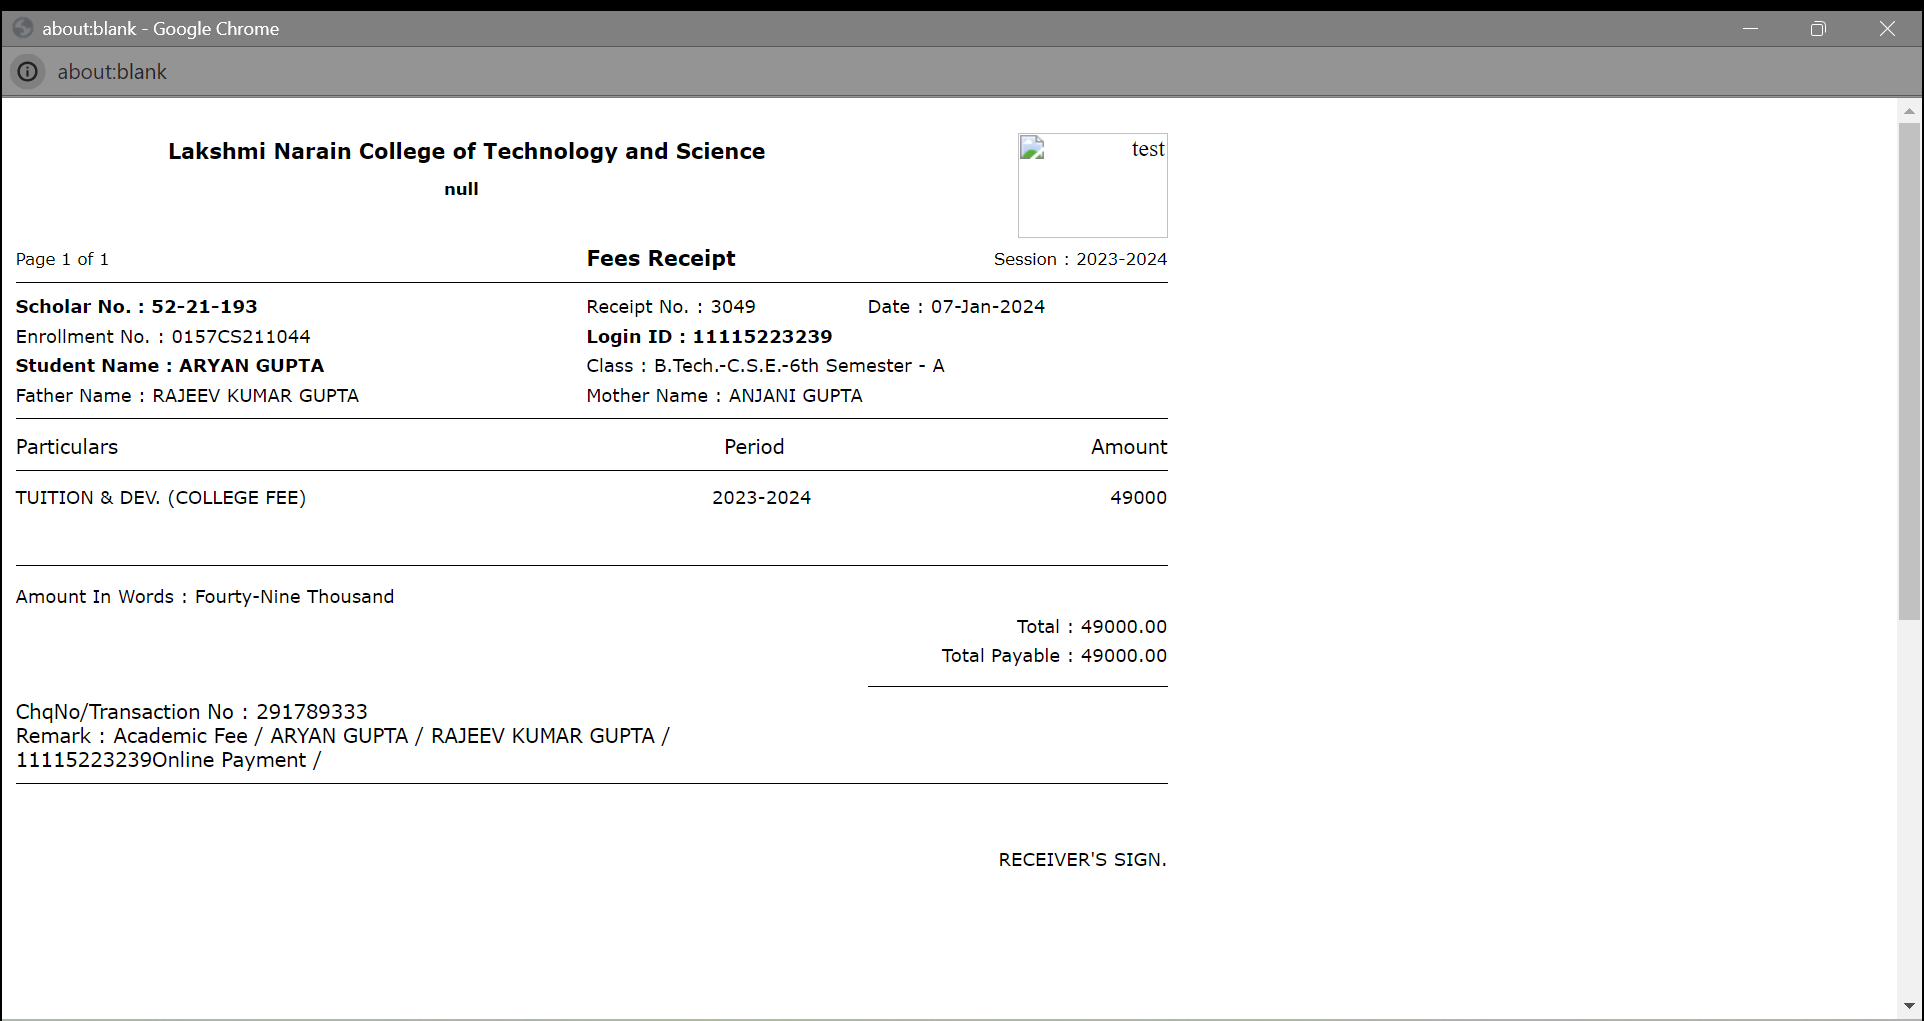 about:blank - Google Chrome
about:blank
Lakshmi Narain College of Technology and Science
test
null
Page 1 of 1 Fees Receipt Session : 2023-2024
Scholar No. : 52-21-193 Receipt No. : 3049 Date : 07-Jan-2024
Enrollment No. : 0157CS211044 Login ID : 11115223239
Student Name : ARYAN GUPTA Class : B.Tech.-C.S.E.-6th Semester - A
Father Name : RAJEEV KUMAR GUPTA Mother Name : ANJANI GUPTA
Particulars Period Amount
TUITION & DEV. (COLLEGE FEE) 2023-2024 49000
Amount In Words : Fourty-Nine Thousand
Total : 49000.00
Total Payable : 49000.00
ChqNo/Transaction No : 291789333
Remark : Academic Fee / ARYAN GUPTA / RAJEEV KUMAR GUPTA /
11115223239Online Payment /
RECEIVER'S SIGN.